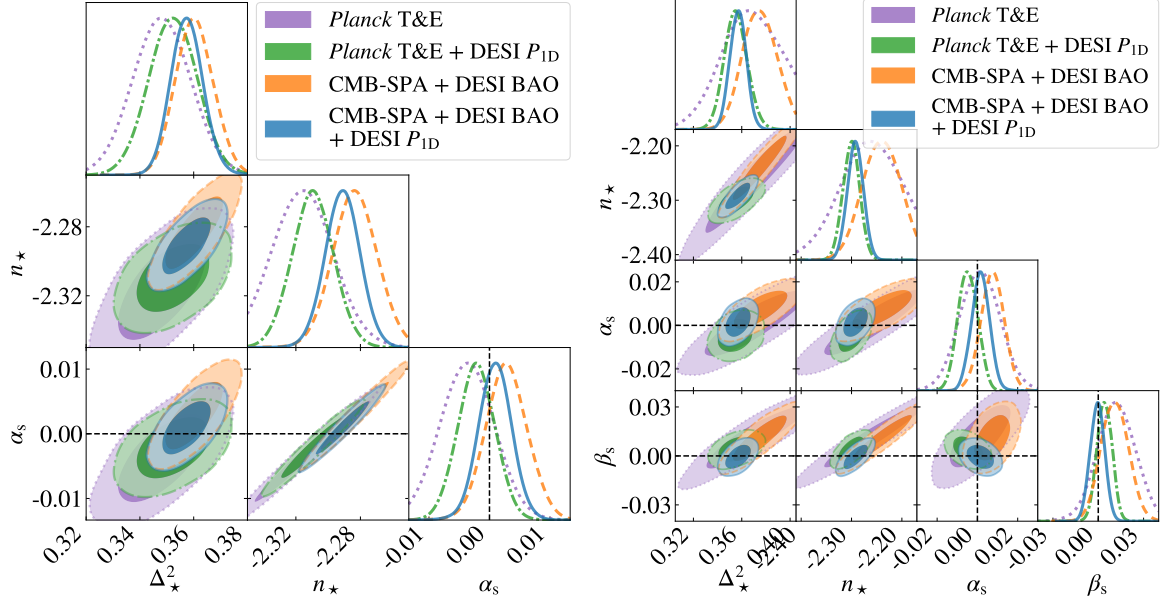 Planck T&E
Planck T&E + DESI P₁D
CMB-SPA + DESI BAO
CMB-SPA + DESI BAO
+ DESI P₁D
n⋆
-2.28
-2.32
αs
0.01
0.00
-0.01
0.32
0.34
0.36
0.38
Δ²⋆
-2.32
-2.28
n⋆
-0.01
0.00
0.01
αs
Planck T&E
Planck T&E + DESI P₁D
CMB-SPA + DESI BAO
CMB-SPA + DESI BAO
+ DESI P₁D
n⋆
-2.20
-2.30
-2.40
αs
0.02
0.00
-0.02
βs
0.03
0.00
-0.03
0.32
0.36
0.40
Δ²⋆
-2.40
-2.30
-2.20
n⋆
-0.02
0.00
0.02
αs
-0.03
0.00
0.03
βs